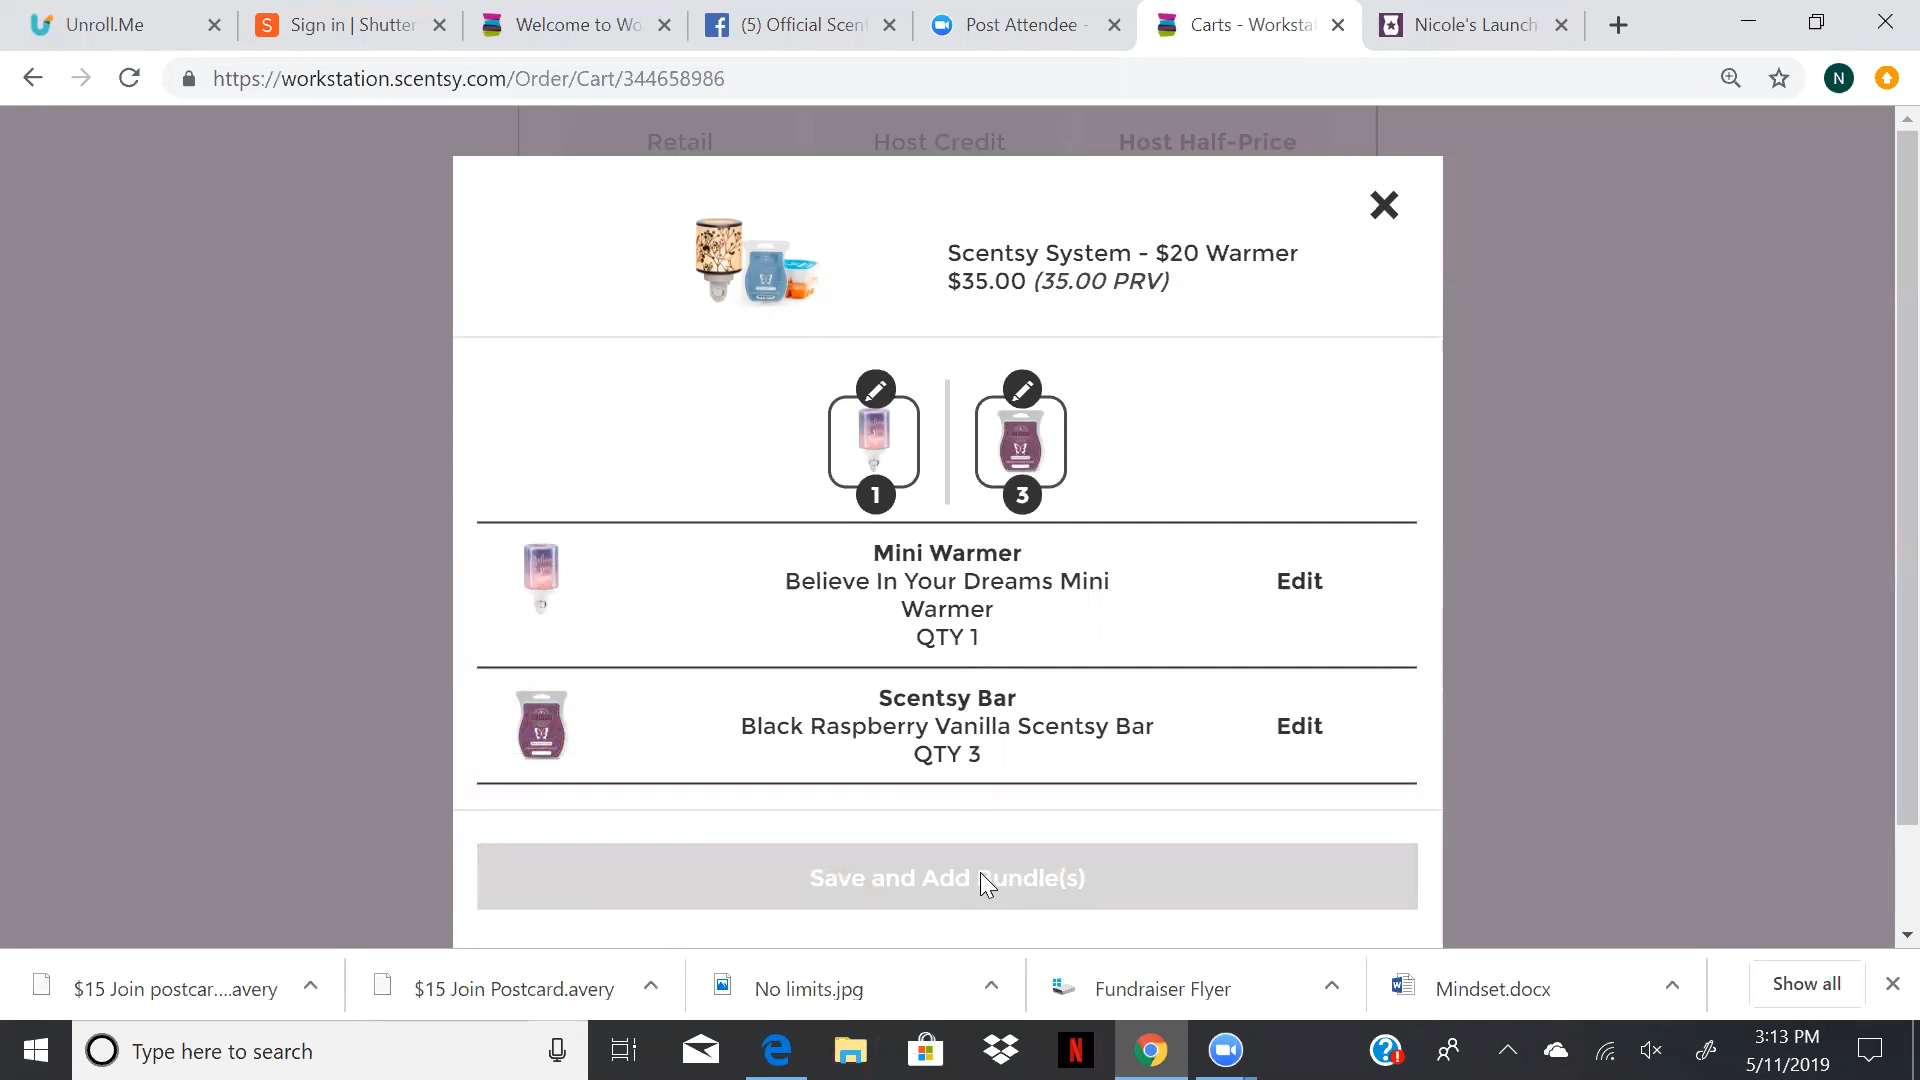 Unroll.Me
Sign in | Shutter
Welcome to Wo
(5) Official Scen
Post Attendee -
Carts - Worksta
Nicole's Launch
https://workstation.scentsy.com/Order/Cart/344658986
N
Retail
Host Credit
Host Half-Price
Scentsy System - $20 Warmer
$35.00 (35.00 PRV)
1
3
Mini Warmer
Believe In Your Dreams Mini
Warmer
QTY 1
Edit
Scentsy Bar
Black Raspberry Vanilla Scentsy Bar
QTY 3
Edit
Save and Add Bundle(s)
$15 Join postcar....avery
$15 Join Postcard.avery
No limits.jpg
Fundraiser Flyer
Mindset.docx
Show all
Type here to search
3:13 PM
5/11/2019